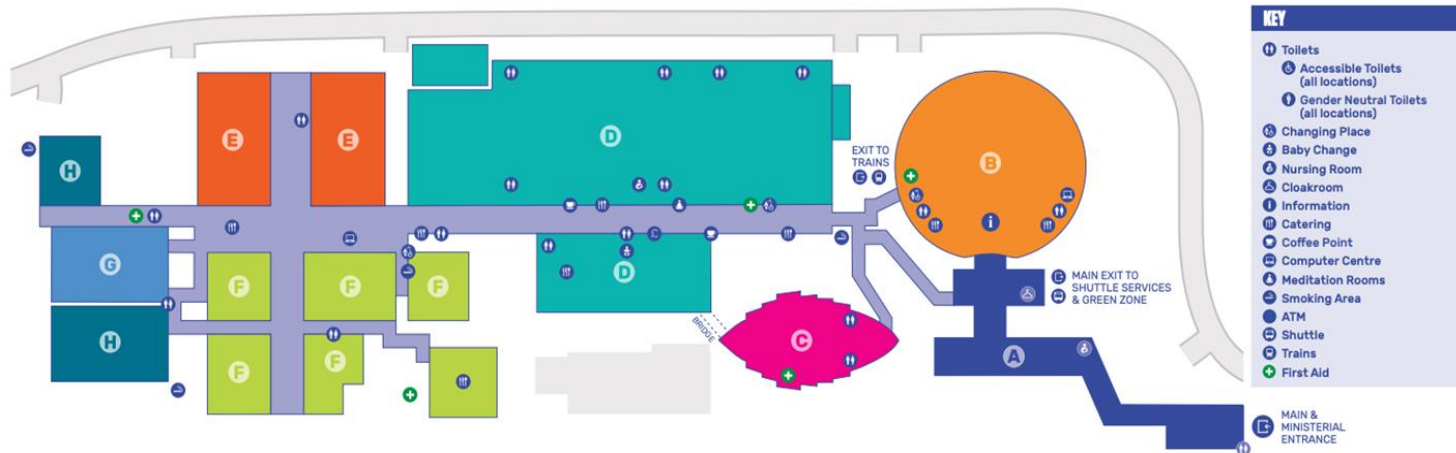 KEY
Toilets
Accessible Toilets
(all locations)
Gender Neutral Toilets
(all locations)
Changing Place
Baby Change
Nursing Room
Cloakroom
Information
Catering
Coffee Point
Computer Centre
Meditation Rooms
Smoking Area
ATM
Shuttle
Trains
First Aid
E
E
D
B
H
EXIT TO
TRAINS
i
G
F
F
F
D
MAIN EXIT TO
SHUTTLE SERVICES
& GREEN ZONE
BRIDGE
C
A
H
F
F
MAIN &
MINISTERIAL
ENTRANCE